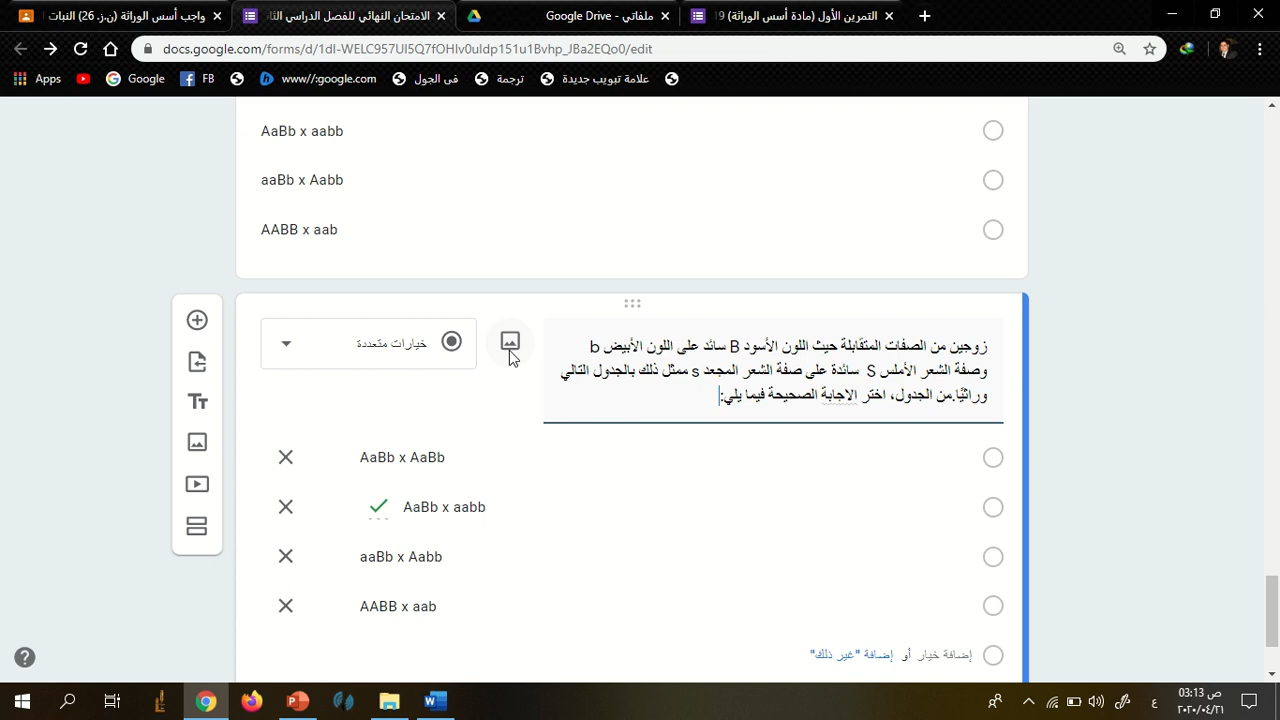 واجب أسس الوراثة (ن.ز. 26) النبات
الامتحان النهائي للفصل الدراسي الثان
ملفاتي - Google Drive
التمرين الأول (مادة أسس الوراثة) 19
docs.google.com/forms/d/1dI-WELC957UI5Q7fOHIv0uIdp151u1Bvhp_JBa2EQo0/edit
Apps
Google
FB
www//:google.com
فى الجول
ترجمة
علامة تبويب جديدة
AaBb x aabb
aaBb x Aabb
AABB x aab
خيارات متعددة
زوجين من الصفات المتقابلة حيث اللون الأسود B سائد على اللون الأبيض b
وصفة الشعر الأملس S سائدة على صفة الشعر المجعد s ممثل ذلك بالجدول التالي
وراثيًا.من الجدول، اختر الاجابة الصحيحة فيما يلي:
AaBb x AaBb
AaBb x aabb
aaBb x Aabb
AABB x aab
إضافة خيار أو إضافة "غير ذلك"
ع
03:13 ص
٢٠٢٠/٠٤/٢١